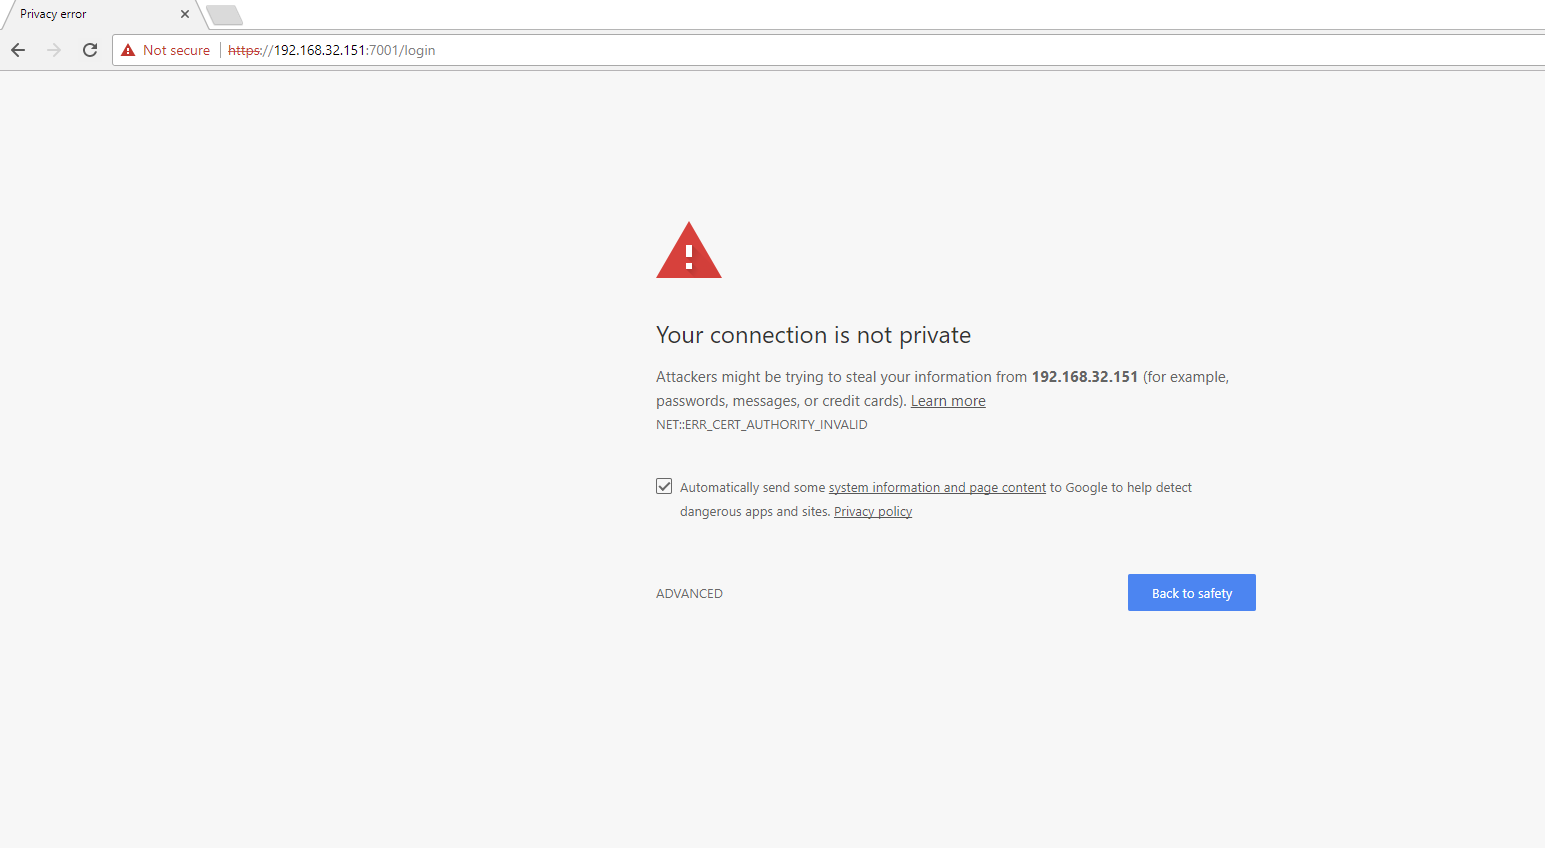 Privacy error
Not secure https://192.168.32.151:7001/login
Your connection is not private
Attackers might be trying to steal your information from 192.168.32.151 (for example,
passwords, messages, or credit cards). Learn more
NET::ERR_CERT_AUTHORITY_INVALID
Automatically send some system information and page content to Google to help detect
dangerous apps and sites. Privacy policy
ADVANCED
Back to safety